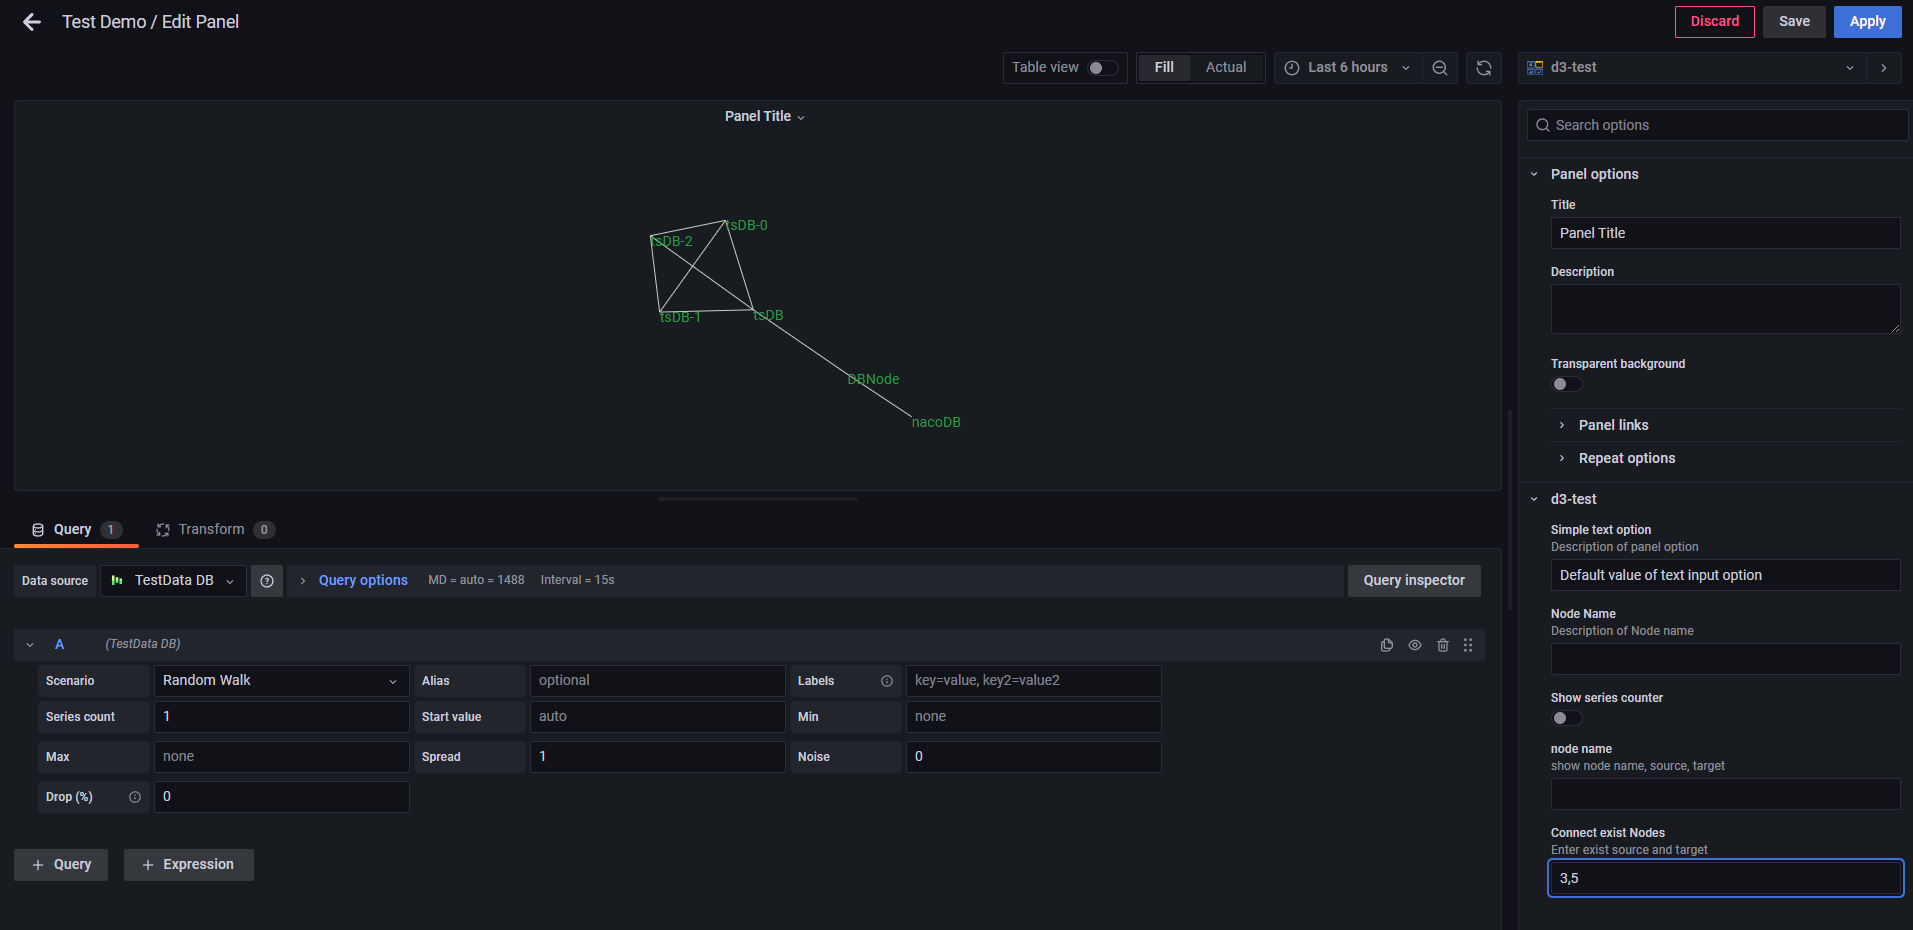 Test Demo / Edit Panel
Discard
Save
Apply
Table view
Fill
Actual
Last 6 hours
d3-test
Panel Title
tsDB-0
tsDB-2
tsDB-1
tsDB
DBNode
nacoDB
Query 1
Transform 0
Data source
TestData DB
Query options
MD = auto = 1488
Interval = 15s
Query inspector
A
(TestData DB)
Scenario
Random Walk
Alias
optional
Labels
key=value, key2=value2
Series count
1
Start value
auto
Min
none
Max
none
Spread
1
Noise
0
Drop (%)
0
+ Query
+ Expression
Search options
Panel options
Title
Panel Title
Description
Transparent background
Panel links
Repeat options
d3-test
Simple text option
Description of panel option
Default value of text input option
Node Name
Description of Node name
Show series counter
node name
show node name, source, target
Connect exist Nodes
Enter exist source and target
3,5